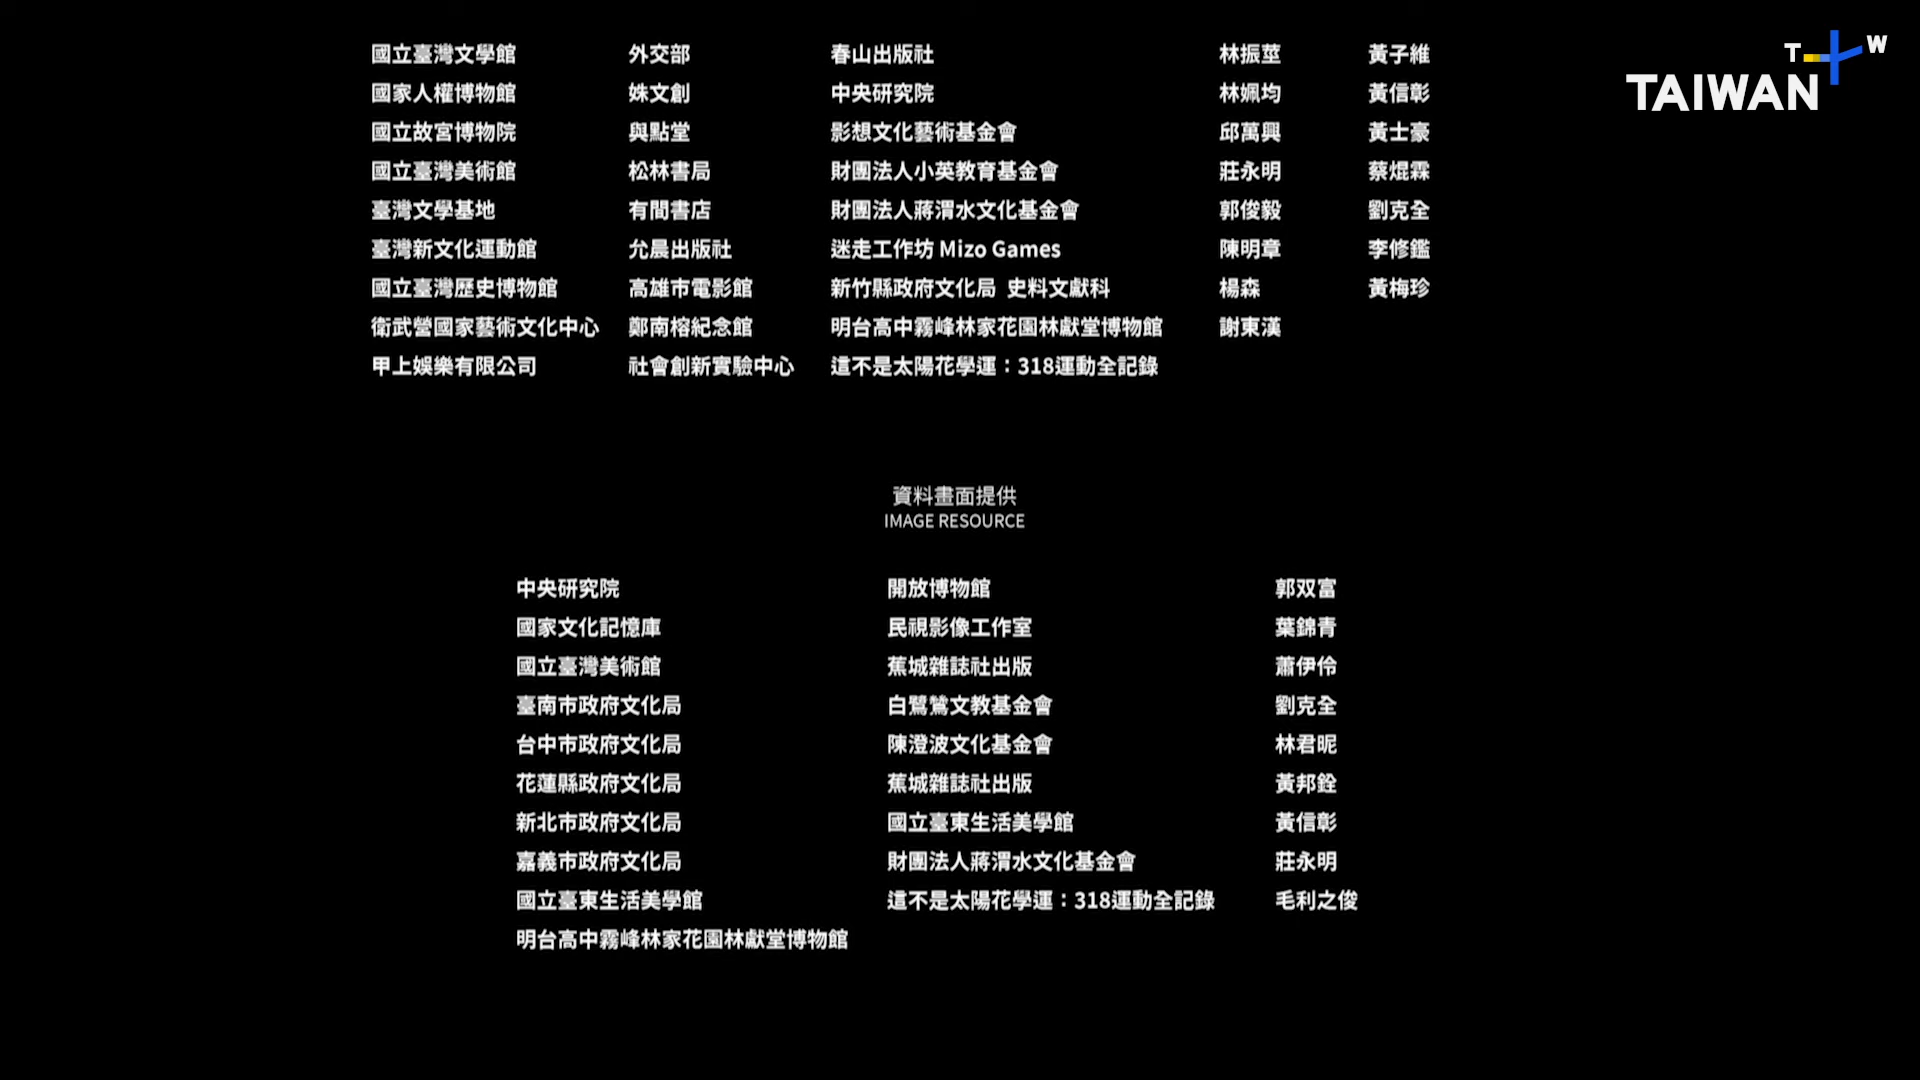 國立臺灣文學館 外交部 春山出版社 林振莖 黃子維
國家人權博物館 姝文創 中央研究院 林姵均 黃信彰
國立故宮博物院 與點堂 影想文化藝術基金會 邱萬興 黃士豪
國立臺灣美術館 松林書局 財團法人小英教育基金會 莊永明 蔡焜霖
臺灣文學基地 有間書店 財團法人蔣渭水文化基金會 郭俊毅 劉克全
臺灣新文化運動館 允晨出版社 迷走工作坊 Mizo Games 陳明章 李修鑑
國立臺灣歷史博物館 高雄市電影館 新竹縣政府文化局 史料文獻科 楊森 黃梅珍
衛武營國家藝術文化中心 鄭南榕紀念館 明台高中霧峰林家花園林獻堂博物館 謝東漢
甲上娛樂有限公司 社會創新實驗中心 這不是太陽花學運：318運動全記錄
T W
TAIWAN
資料畫面提供
IMAGE RESOURCE
中央研究院 開放博物館 郭双富
國家文化記憶庫 民視影像工作室 葉錦青
國立臺灣美術館 蕉城雜誌社出版 蕭伊伶
臺南市政府文化局 白鷺鷥文教基金會 劉克全
台中市政府文化局 陳澄波文化基金會 林君昵
花蓮縣政府文化局 蕉城雜誌社出版 黃邦銓
新北市政府文化局 國立臺東生活美學館 黃信彰
嘉義市政府文化局 財團法人蔣渭水文化基金會 莊永明
國立臺東生活美學館 這不是太陽花學運：318運動全記錄 毛利之俊
明台高中霧峰林家花園林獻堂博物館